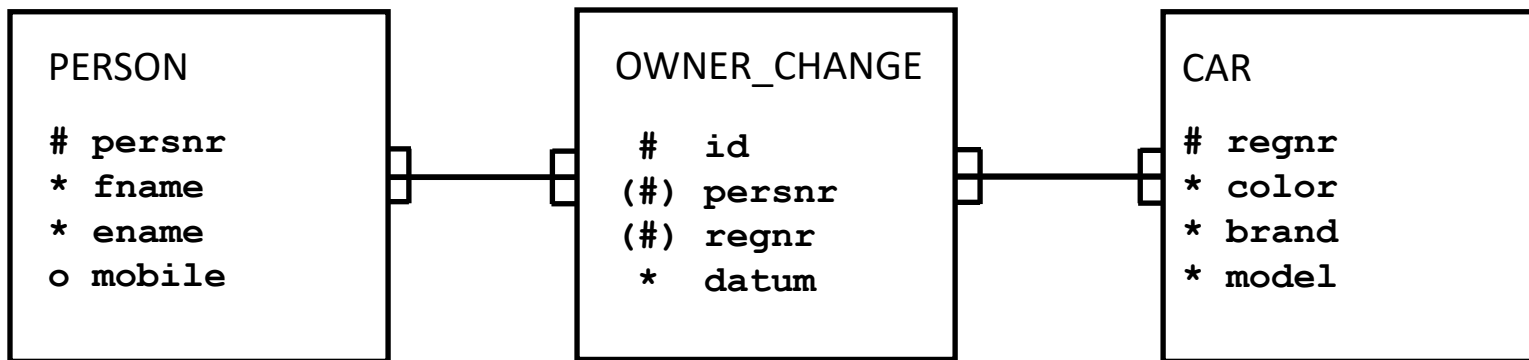 PERSON
# persnr
* fname
* ename
o mobile
OWNER_CHANGE
# id
(#) persnr
(#) regnr
* datum
CAR
# regnr
* color
* brand
* model